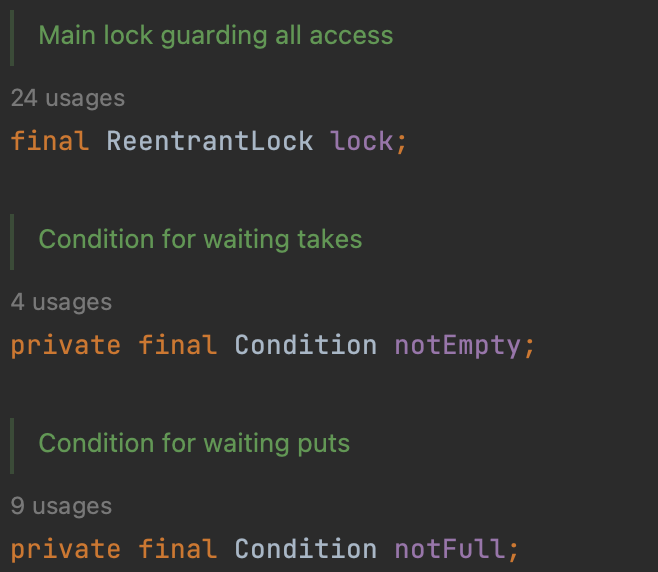 Main lock guarding all access
24 usages
final ReentrantLock lock;
Condition for waiting takes
4 usages
private final Condition notEmpty;
Condition for waiting puts
9 usages
private final Condition notFull;